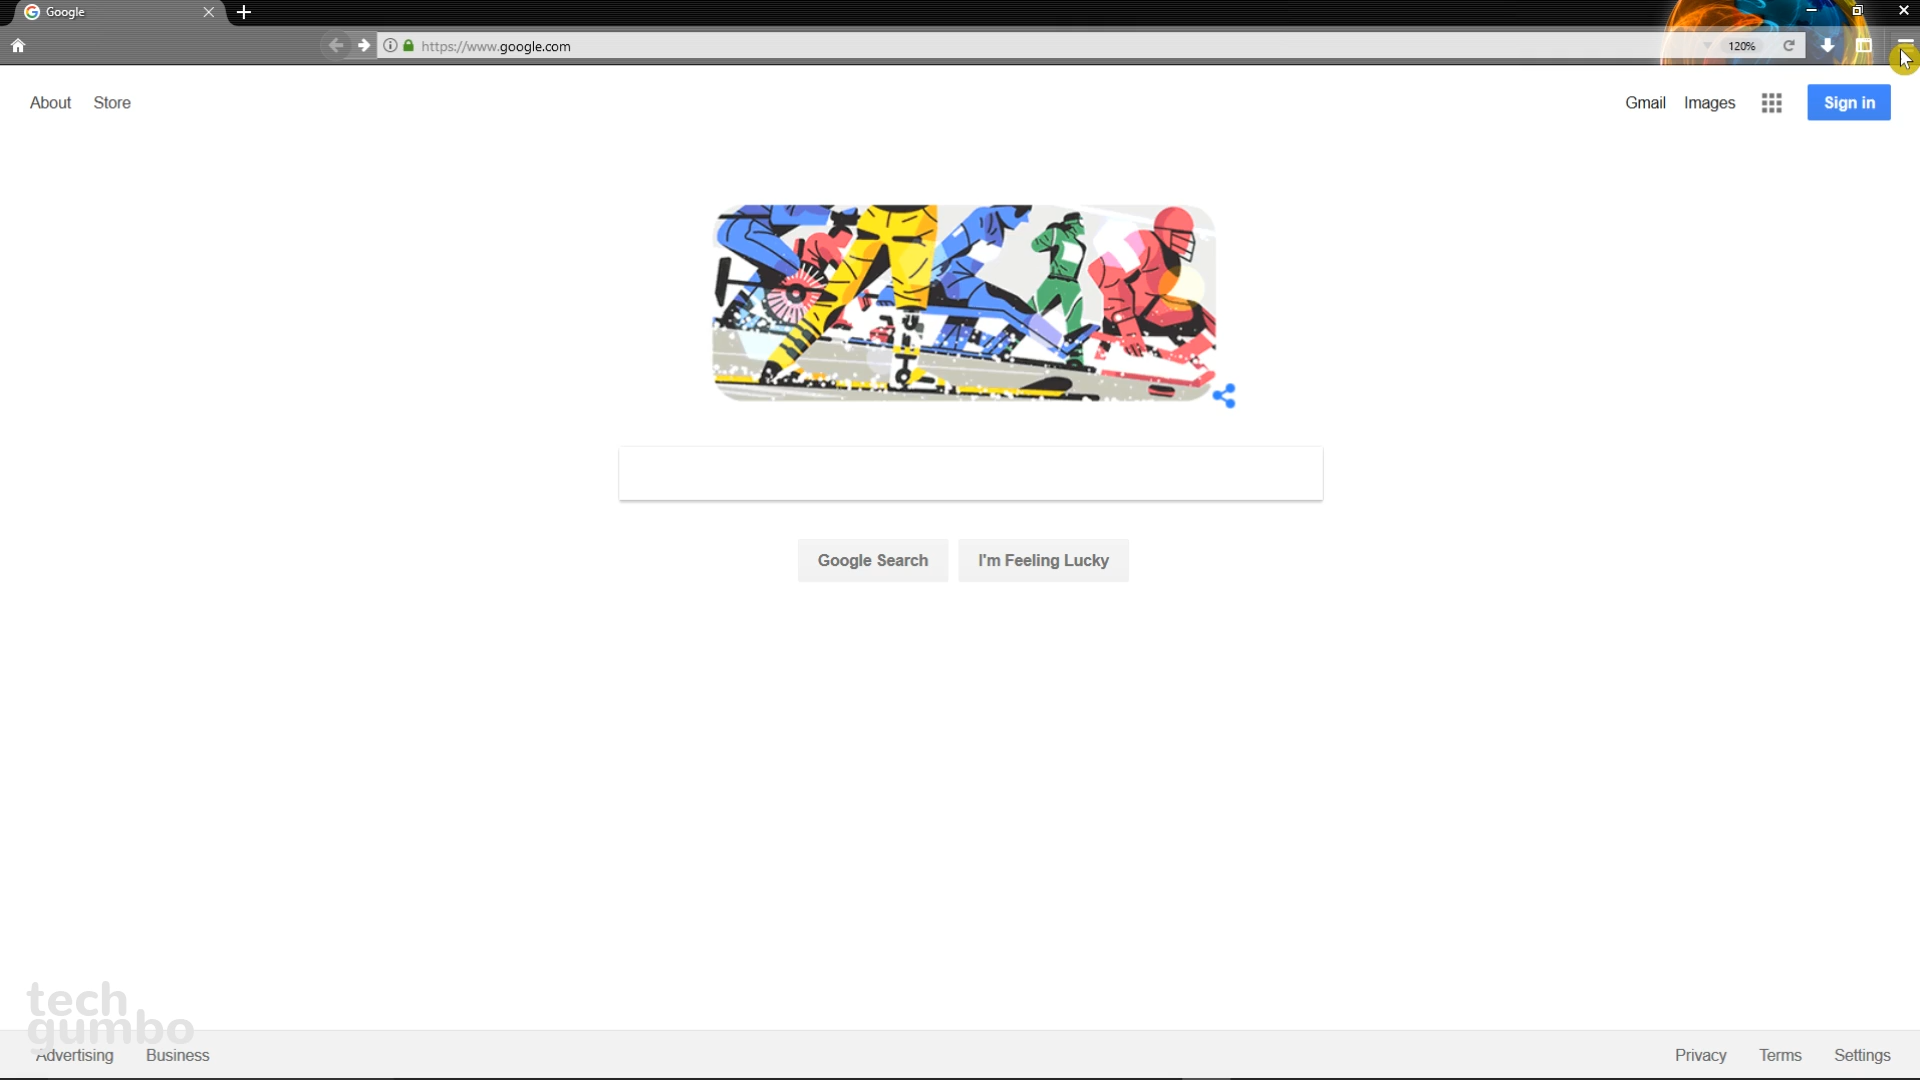 Google
https://www.google.com
120%
About Store
Gmail Images Sign in
Google Search I'm Feeling Lucky
tech
gumbo
Advertising Business
Privacy Terms Settings